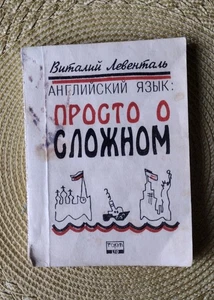 Виталий Левенталь
АНГЛИЙСКИЙ ЯЗЫК:
ПРОСТО О
СЛОЖНОМ